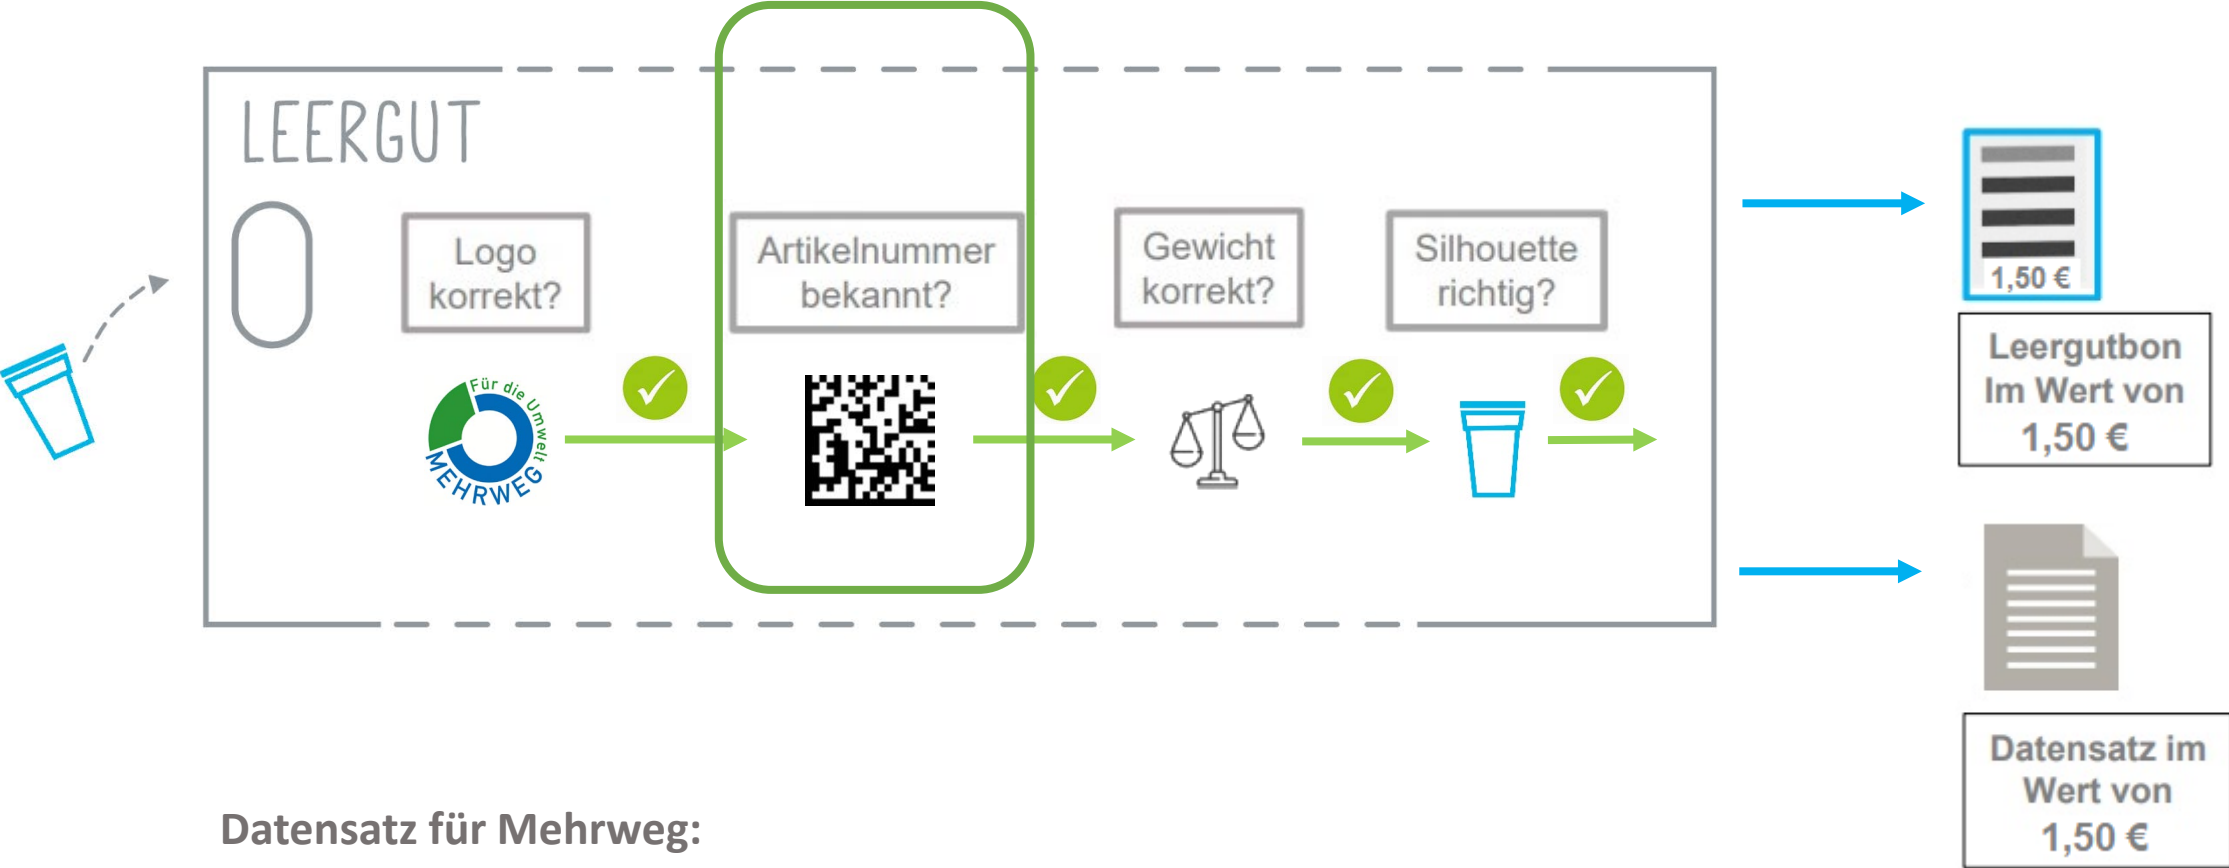 LEERGUT
Logo
korrekt?
Artikelnummer
bekannt?
Gewicht
korrekt?
Silhouette
richtig?
Für die Umwelt
MEHRWEG
1,50 €
Leergutbon
Im Wert von
1,50 €
Datensatz im
Wert von
1,50 €
Datensatz für Mehrweg: